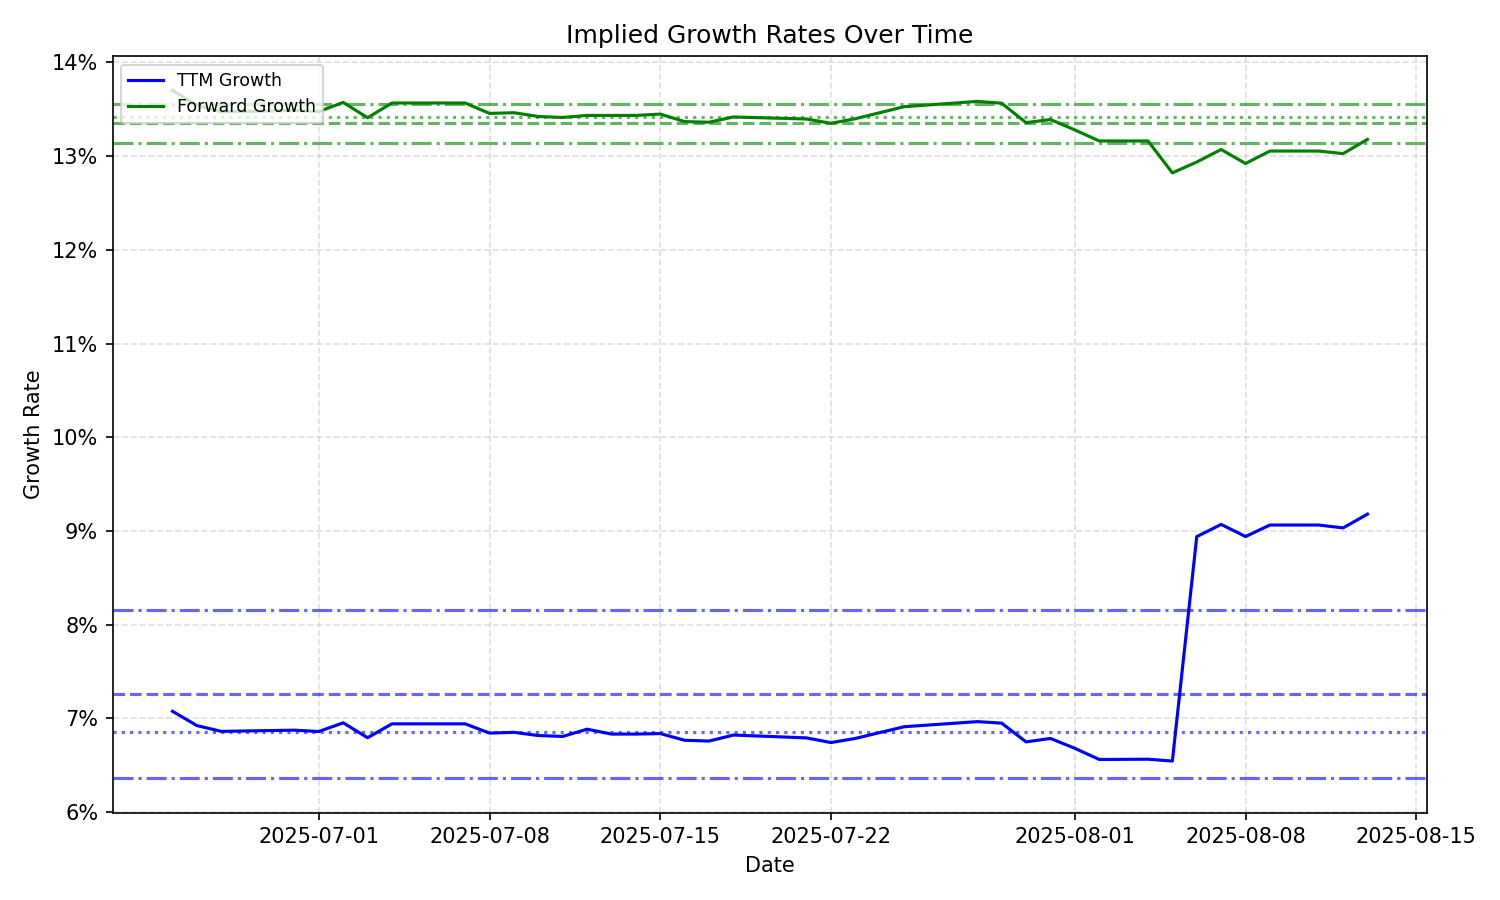 Implied Growth Rates Over Time
14%
TTM Growth
Forward Growth
13%
12%
11%
10%
9%
8%
7%
6%
Growth Rate
2025-07-01 2025-07-08 2025-07-15 2025-07-22 2025-08-01 2025-08-08 2025-08-15
Date